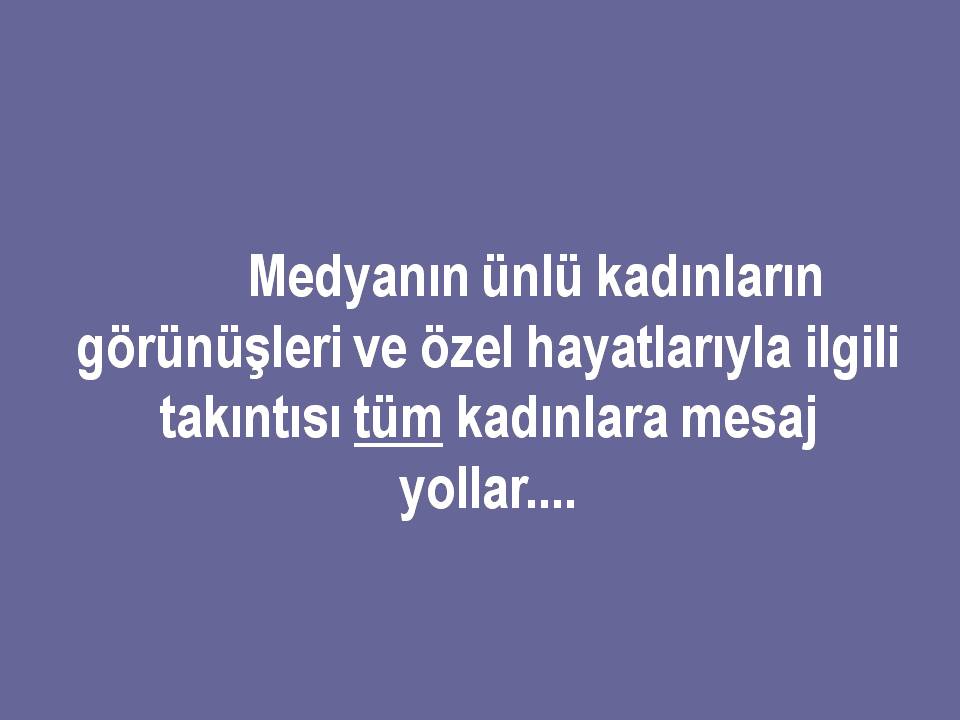 Medyanın ünlü kadınların
görünüşleri ve özel hayatlarıyla ilgili
takıntısı tüm kadınlara mesaj
yollar....